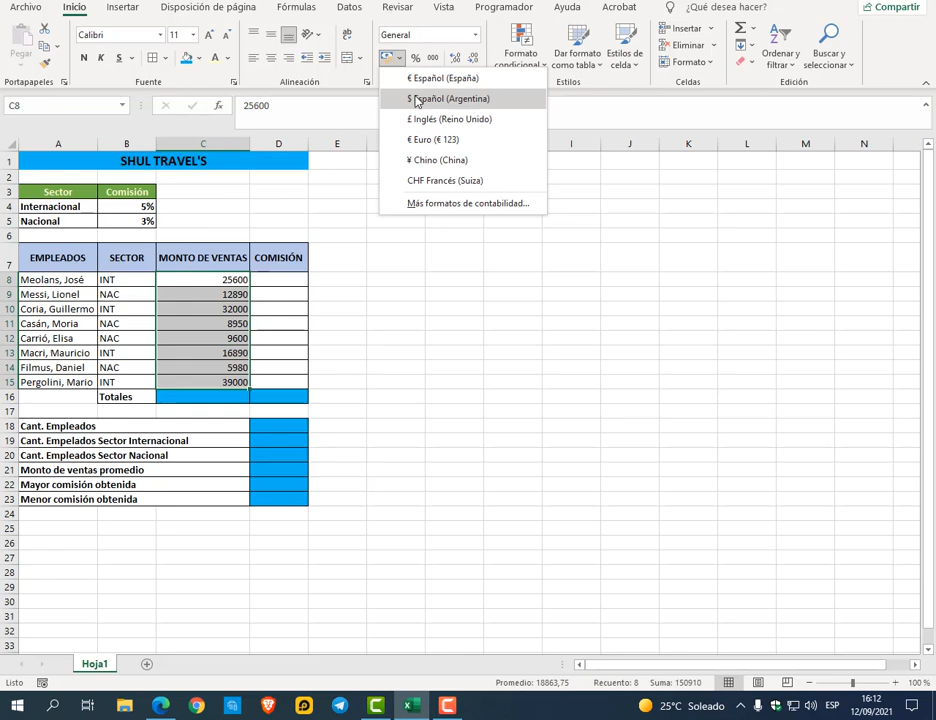 Archivo Inicio Insertar Disposición de página Fórmulas Datos Revisar Vista Programador Ayuda Acrobat ¿Qué desea hacer? Compartir
Pegar Calibri 11 General Insertar
N K S % 000 Formato condicional Dar formato como tabla Estilos de celda Eliminar Ordenar y filtrar Buscar y seleccionar
Formato
Portapapeles Fuente Alineación Estilos Celdas Edición
€ Español (España)
$ Español (Argentina)
£ Inglés (Reino Unido)
€ Euro (€ 123)
¥ Chino (China)
CHF Francés (Suiza)
Más formatos de contabilidad...
C8 fx 25600
A B C D E I J K L M N
1 SHUL TRAVEL'S
2
3 Sector Comisión
4 Internacional 5%
5 Nacional 3%
6
7 EMPLEADOS SECTOR MONTO DE VENTAS COMISIÓN
8 Meolans, José INT 25600
9 Messi, Lionel NAC 12890
10 Coria, Guillermo INT 32000
11 Casán, Moria NAC 8950
12 Carrió, Elisa NAC 9600
13 Macri, Mauricio INT 16890
14 Filmus, Daniel NAC 5980
15 Pergolini, Mario INT 39000
16 Totales
17
18 Cant. Empleados
19 Cant. Empelados Sector Internacional
20 Cant. Empleados Sector Nacional
21 Monto de ventas promedio
22 Mayor comisión obtenida
23 Menor comisión obtenida
24
25
26
27
28
29
30
31
32
33
Hoja1
Listo Promedio: 18863,75 Recuento: 8 Suma: 150910 100 %
25°C Soleado ESP 16:12
12/09/2021